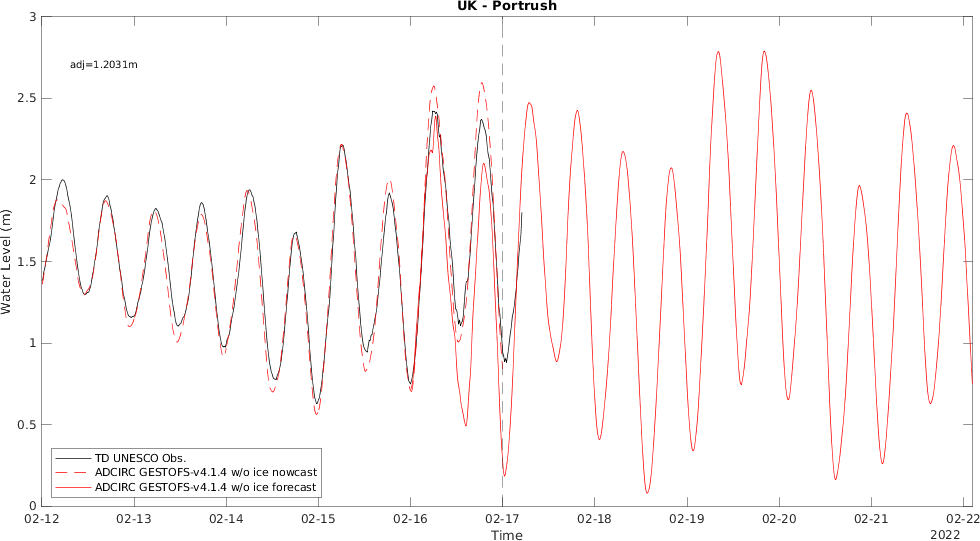 UK - Portrush
3
adj=1.2031m
2.5
2
Water Level (m)
1.5
1
0.5
TD UNESCO Obs.
ADCIRC GESTOFS-v4.1.4 w/o ice nowcast
ADCIRC GESTOFS-v4.1.4 w/o ice forecast
0
02-12 02-13 02-14 02-15 02-16 02-17 02-18 02-19 02-20 02-21 02-22
Time 2022